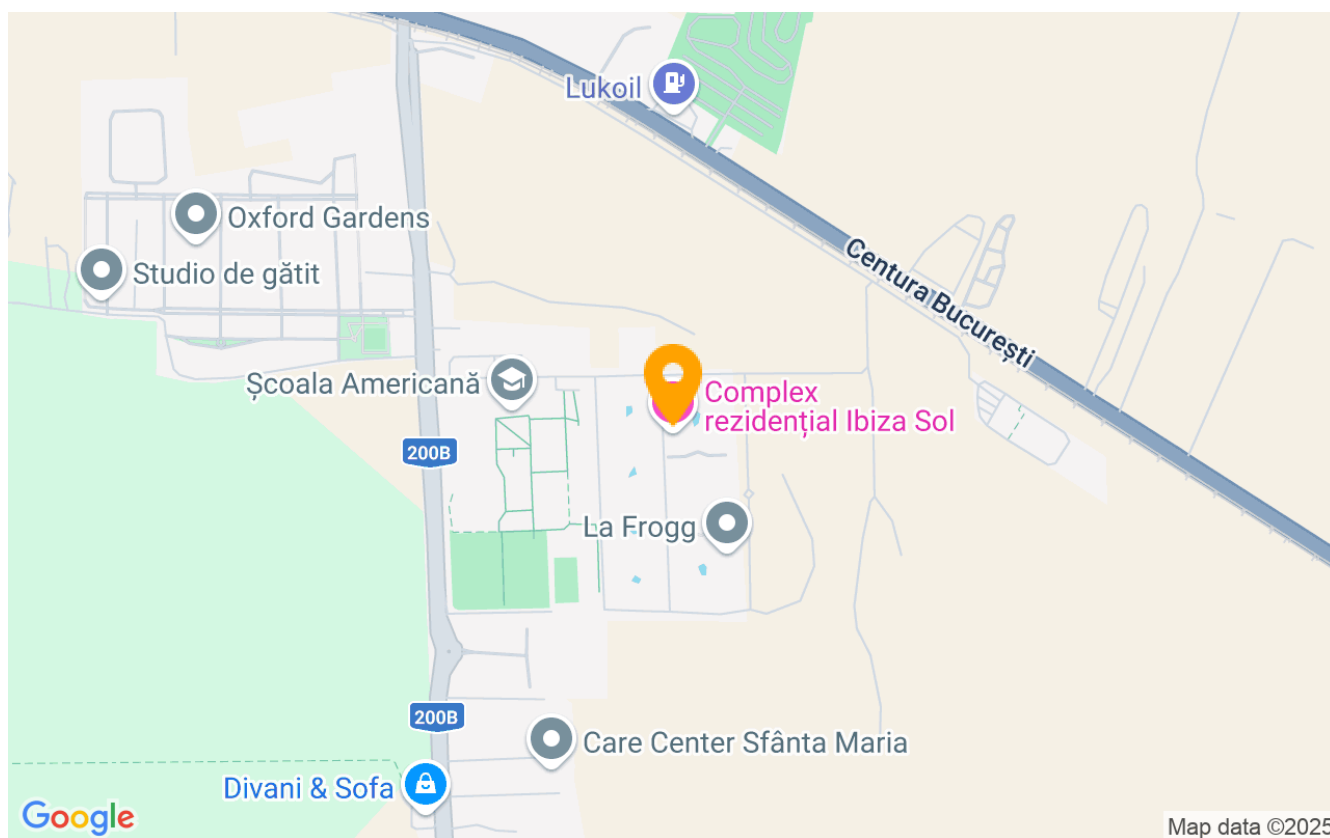 Lukoil
Oxford Gardens
Studio de gătit
Centura București
Școala Americană
Complex
rezidențial Ibiza Sol
200B
La Frogg
200B
Care Center Sfânta Maria
Divani & Sofa
Google
Map data ©2025